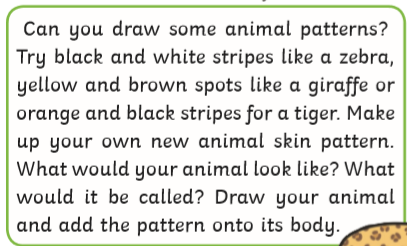 Can you draw some animal patterns?
Try black and white stripes like a zebra,
yellow and brown spots like a giraffe or
orange and black stripes for a tiger. Make
up your own new animal skin pattern.
What would your animal look like? What
would it be called? Draw your animal
and add the pattern onto its body.